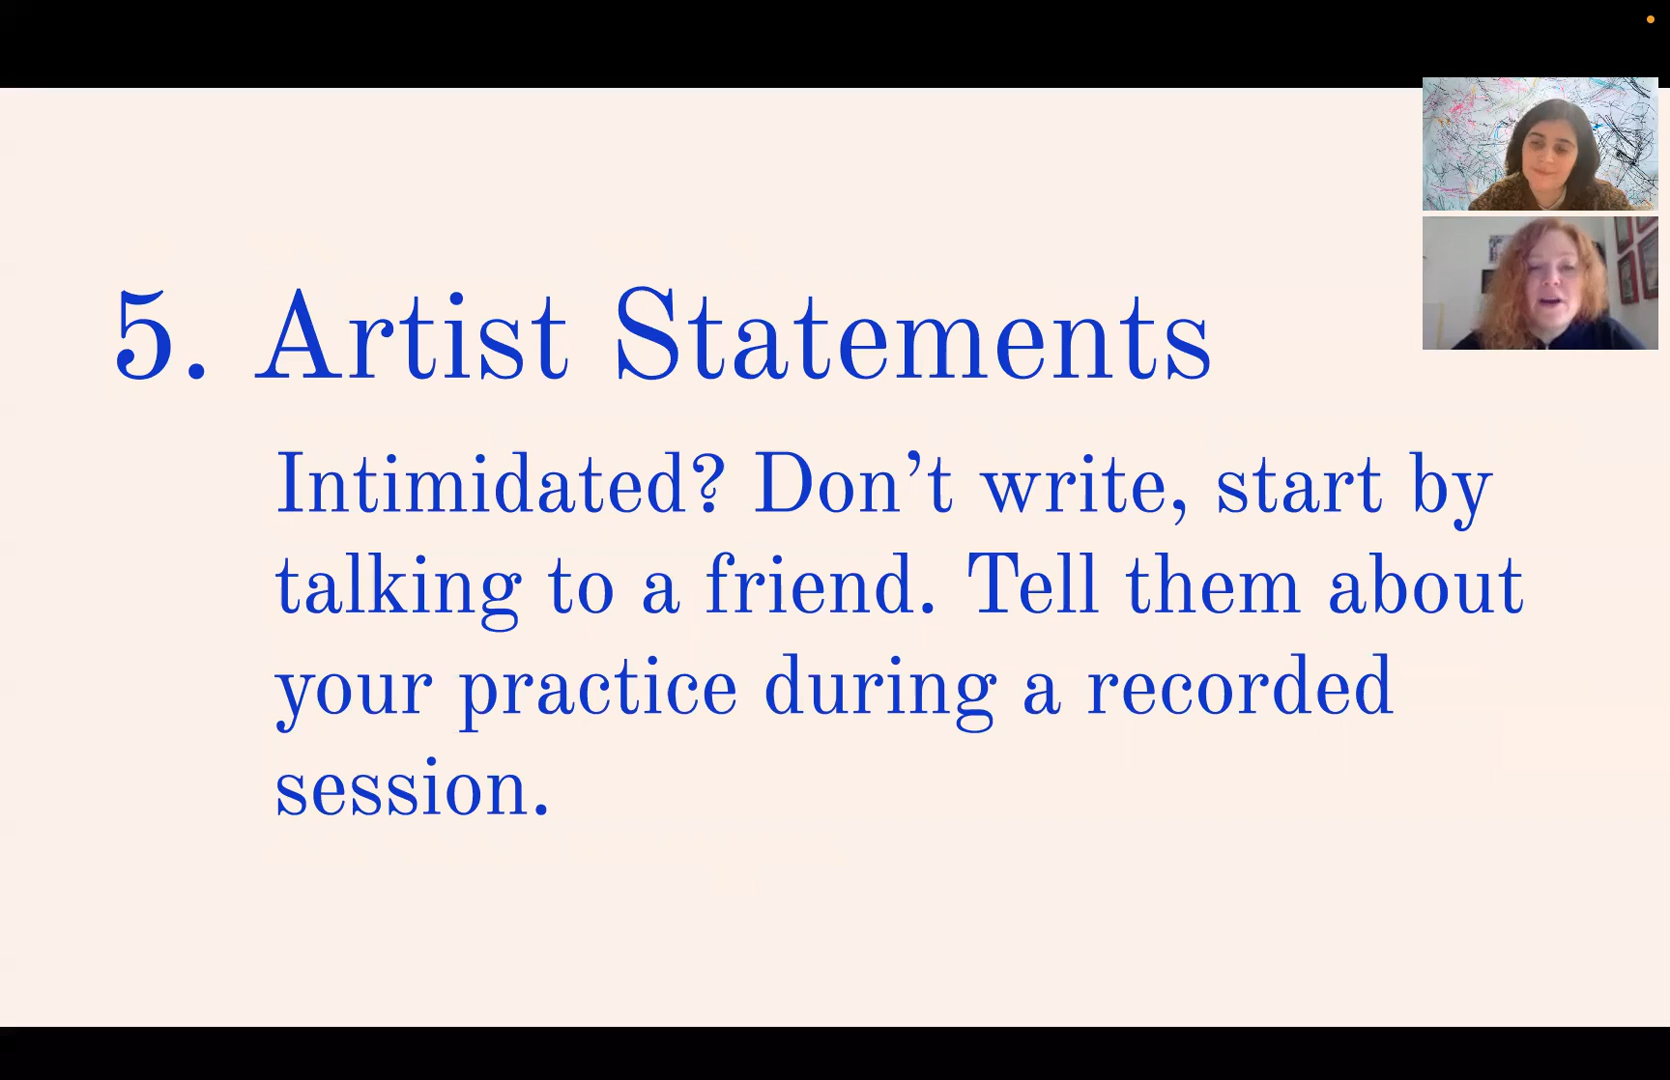 5. Artist Statements
Intimidated? Don’t write, start by
talking to a friend. Tell them about
your practice during a recorded
session.